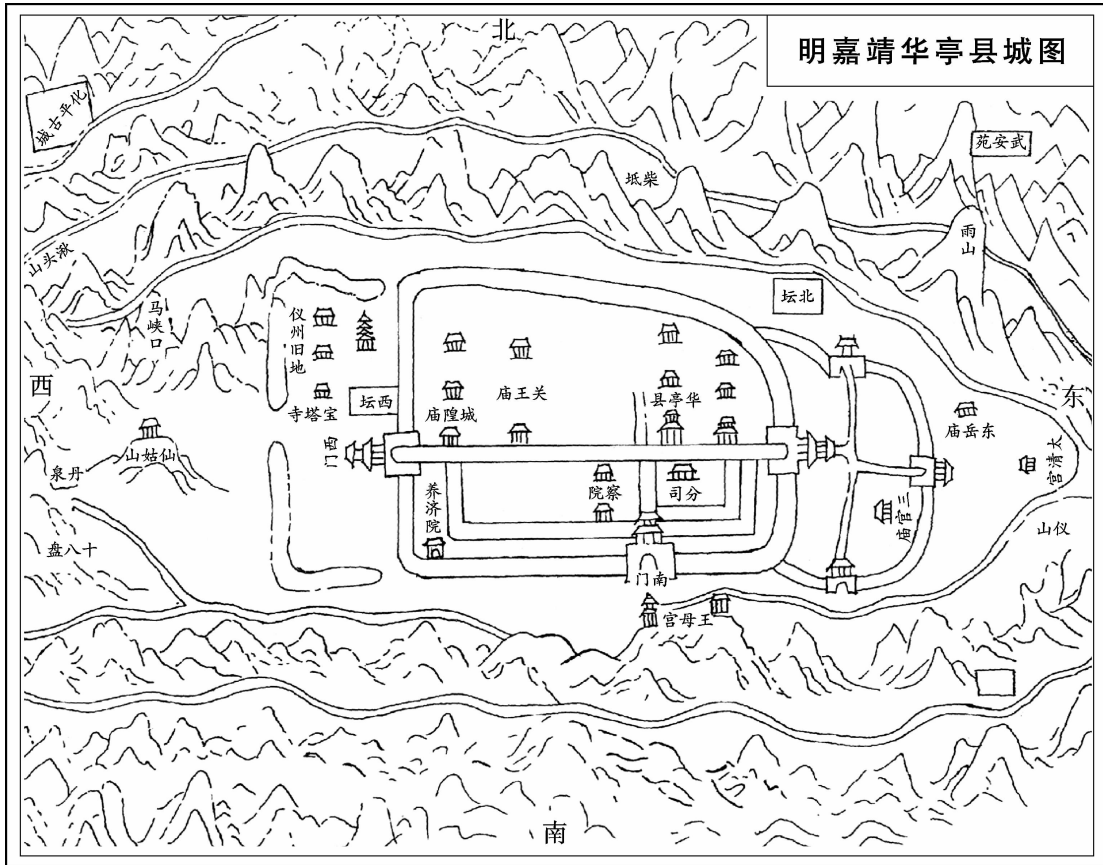 明嘉靖华亭县城图
北
化平古城
武安苑
柴坻
雨山
湫头山
马峡口
仪州旧地
北坛
西
东
西坛
宝塔寺
城隍庙
关王庙
华亭县
东岳庙
太清宫
西门
仙姑山
丹泉
养济院
察院
分司
三官庙
仪山
十八盘
南门
王母宫
南